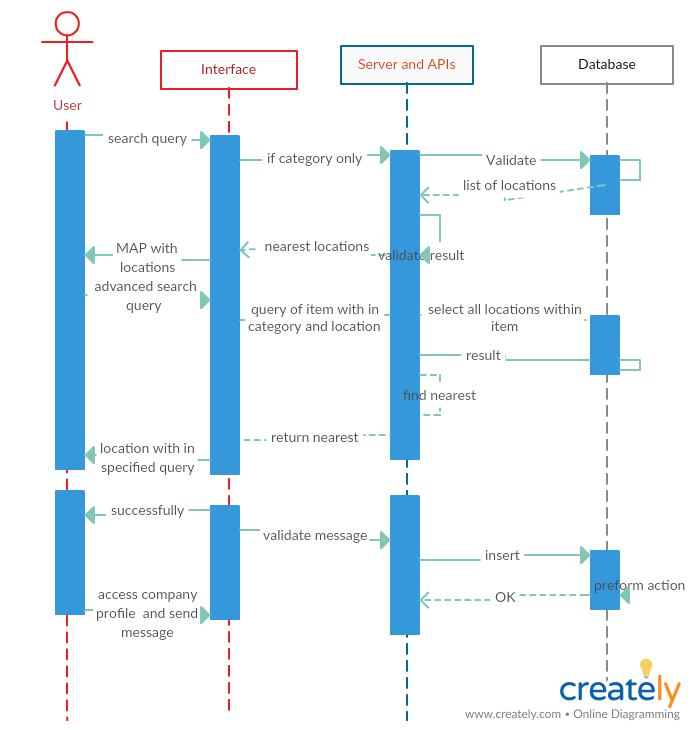 User
Interface
Server and APIs
Database
search query
if category only
Validate
list of locations
MAP with
locations
nearest locations
validate result
advanced search
query
query of item with in
category and location
select all locations within
item
result
find nearest
return nearest
location with in
specified query
successfully
validate message
insert
preform action
OK
access company
profile and send
message
creately
www.creately.com • Online Diagramming